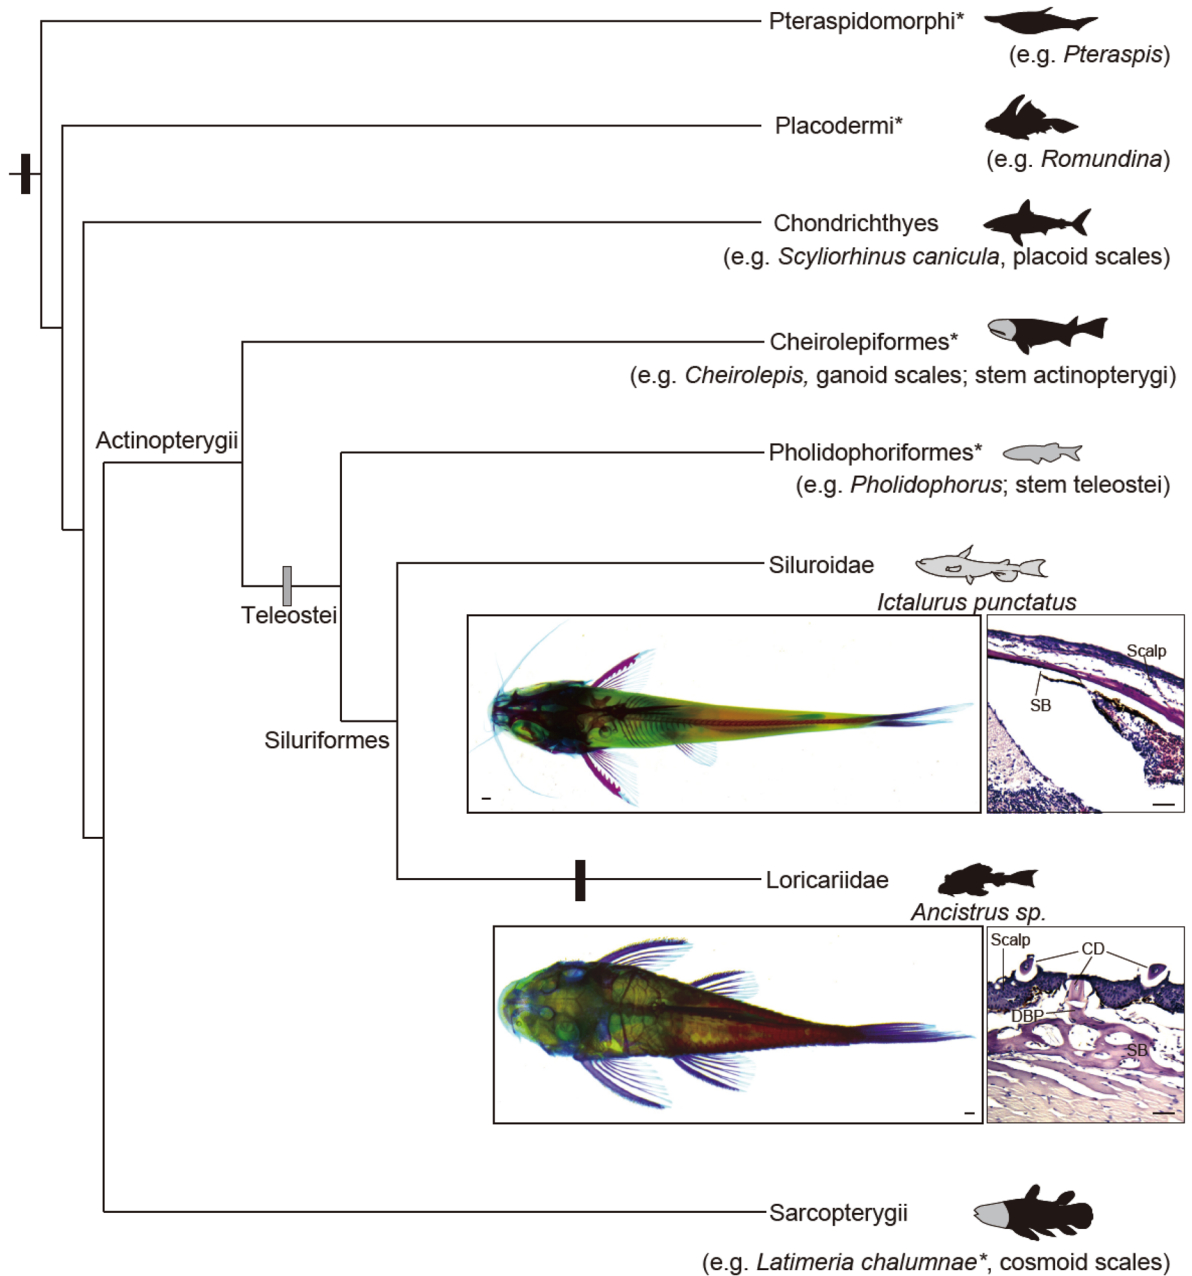 Pteraspidomorphi*
(e.g. Pteraspis)
Placodermi*
(e.g. Romundina)
Chondrichthyes
(e.g. Scyliorhinus canicula, placoid scales)
Cheirolepiformes*
(e.g. Cheirolepis, ganoid scales; stem actinopterygi)
Actinopterygii
Pholidophoriformes*
(e.g. Pholidophorus; stem teleostei)
Siluroidae
Ictalurus punctatus
Teleostei
Scalp
SB
Siluriformes
Loricariidae
Ancistrus sp.
Scalp
CD
DBP
SB
Sarcopterygii
(e.g. Latimeria chalumnae*, cosmoid scales)